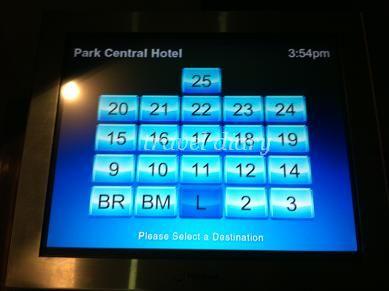 Park Central Hotel 3:54pm
25
20 21 22 23 24
15 16 17 18 19
9 10 11 12 14
BR BM L 2 3
travel diary
Please Select a Destination